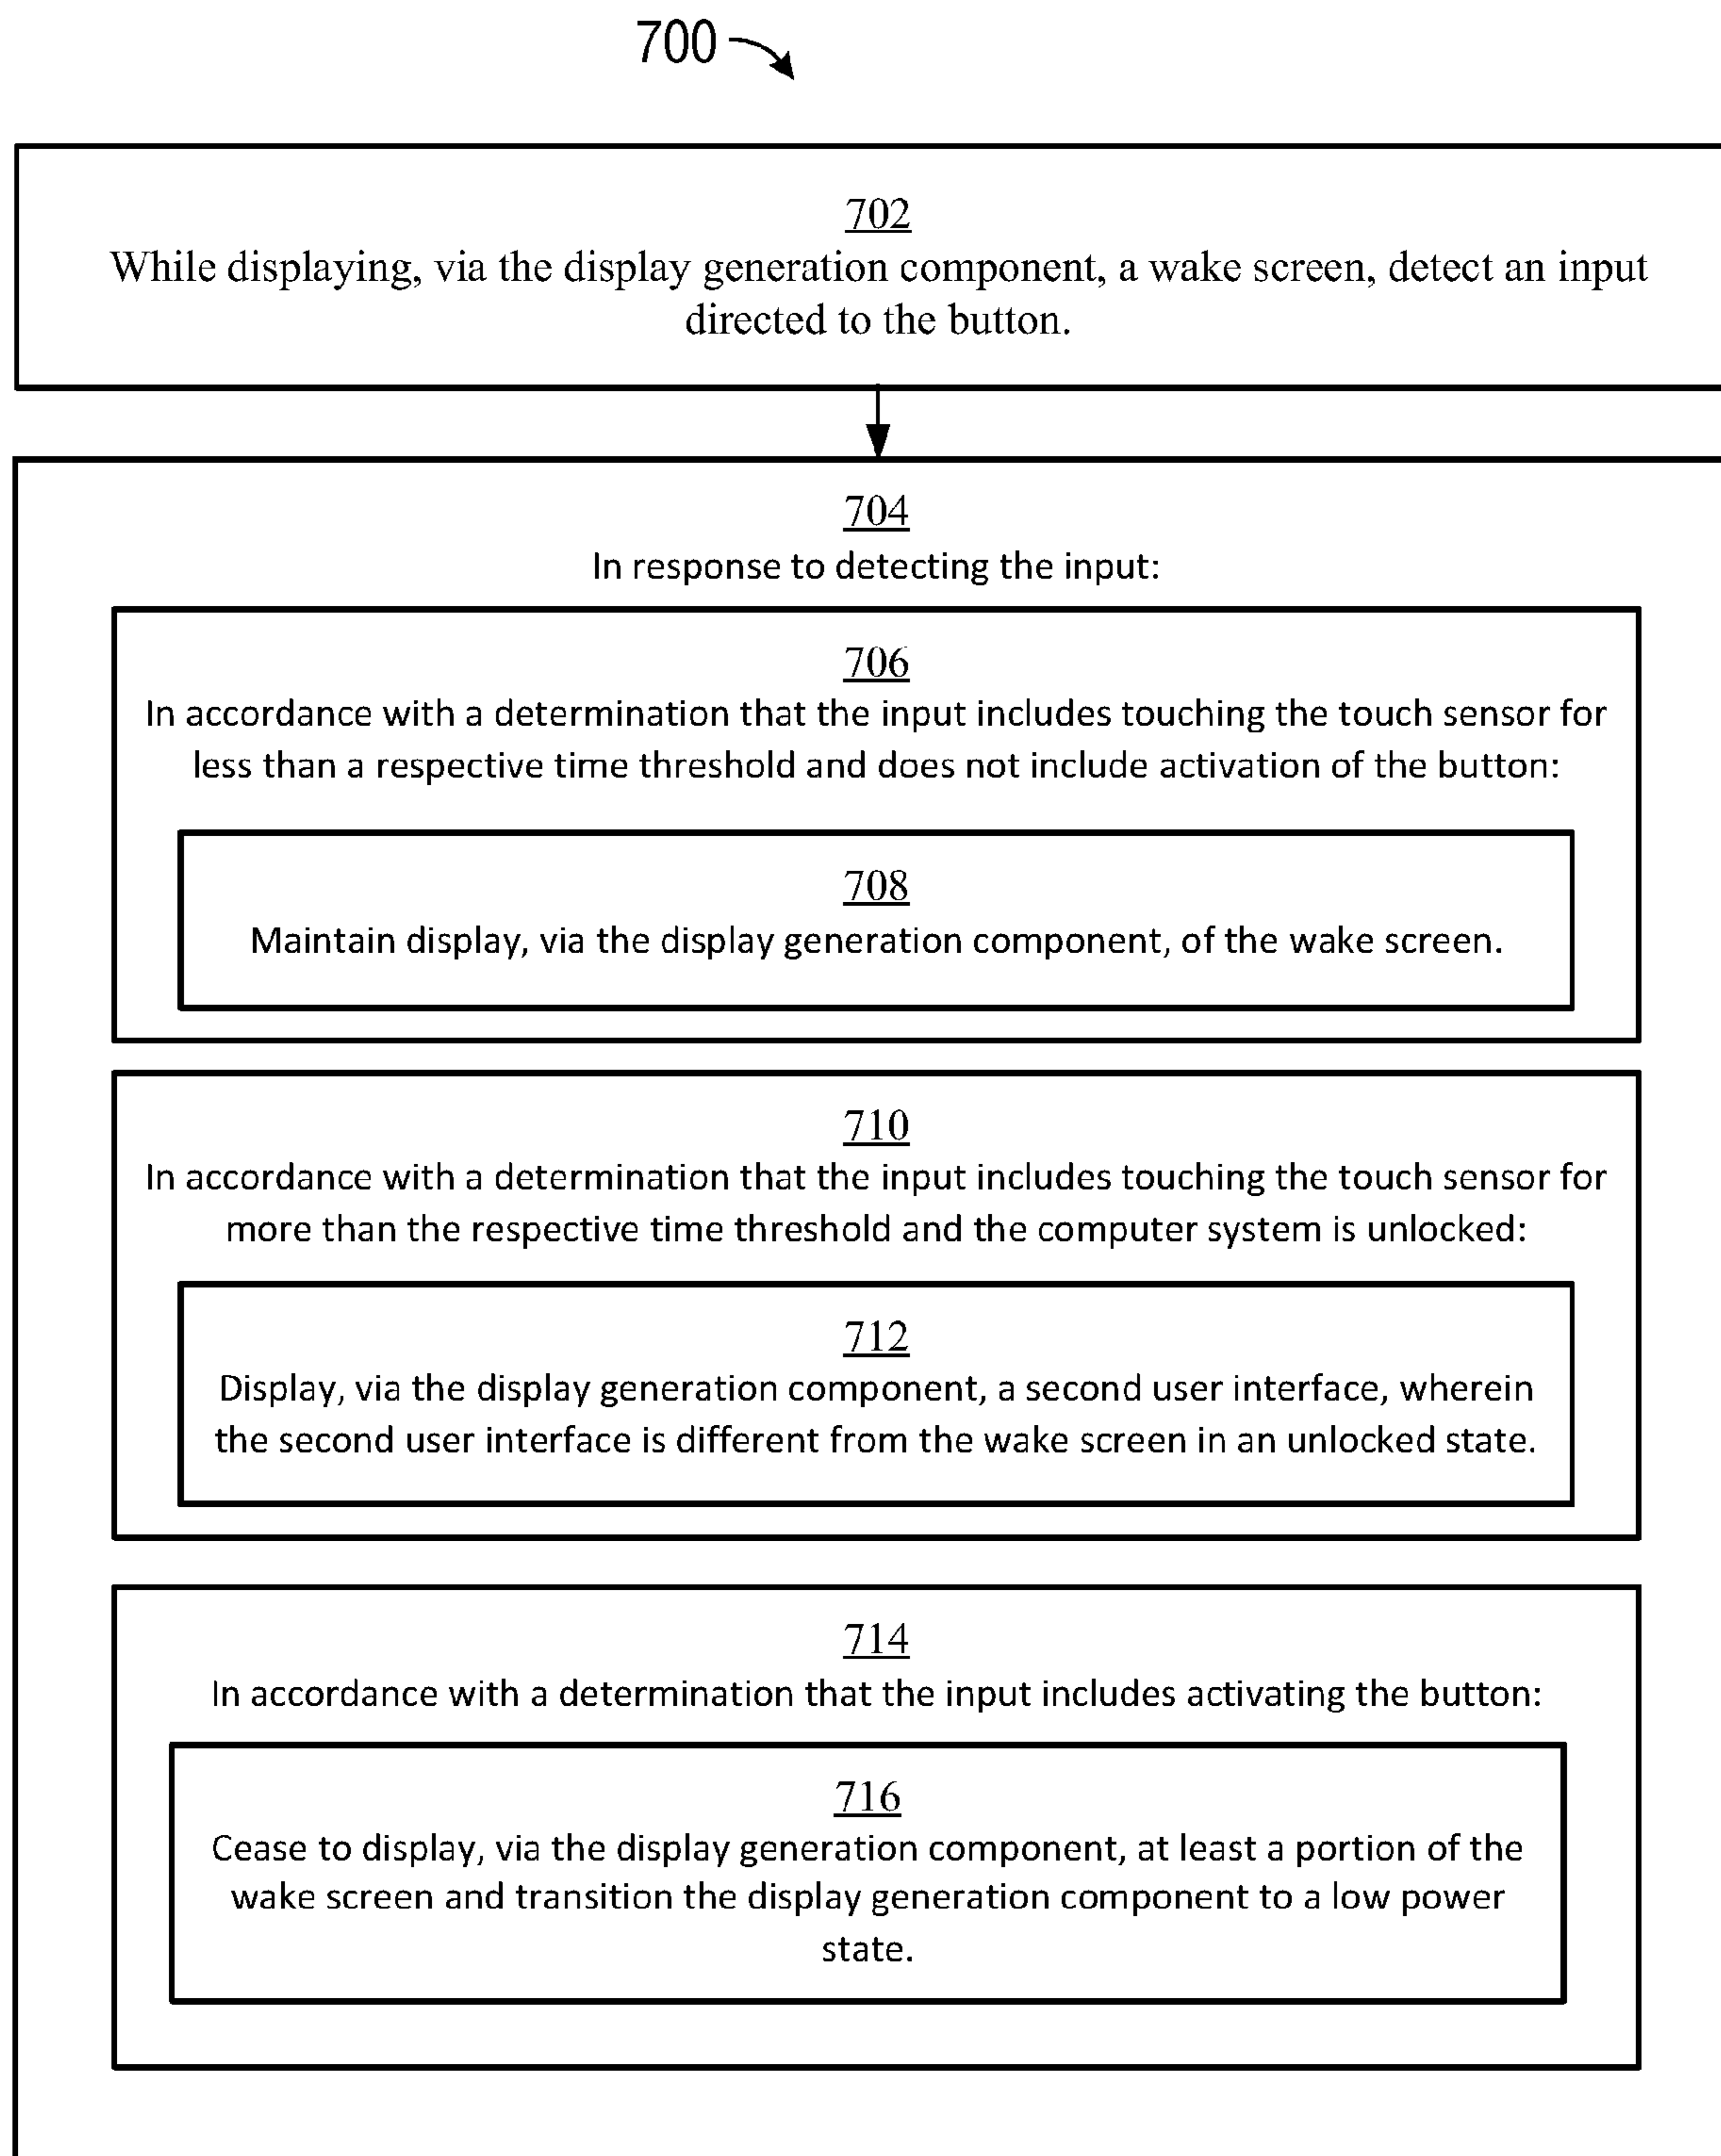 700
702
While displaying, via the display generation component, a wake screen, detect an input
directed to the button.
704
In response to detecting the input:
706
In accordance with a determination that the input includes touching the touch sensor for
less than a respective time threshold and does not include activation of the button:
708
Maintain display, via the display generation component, of the wake screen.
710
In accordance with a determination that the input includes touching the touch sensor for
more than the respective time threshold and the computer system is unlocked:
712
Display, via the display generation component, a second user interface, wherein
the second user interface is different from the wake screen in an unlocked state.
714
In accordance with a determination that the input includes activating the button:
716
Cease to display, via the display generation component, at least a portion of the
wake screen and transition the display generation component to a low power
state.